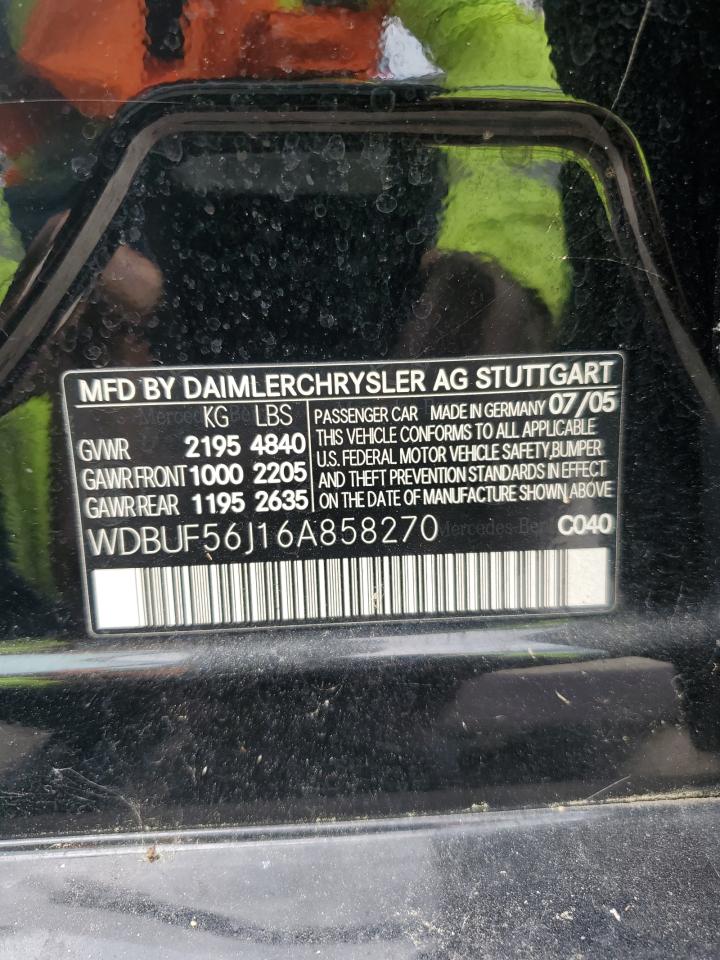 MFD BY DAIMLERCHRYSLER AG STUTTGART
KG LBS
GVWR 2195 4840
GAWR FRONT 1000 2205
GAWR REAR 1195 2635
PASSENGER CAR MADE IN GERMANY 07/05
THIS VEHICLE CONFORMS TO ALL APPLICABLE
U.S. FEDERAL MOTOR VEHICLE SAFETY,BUMPER
AND THEFT PREVENTION STANDARDS IN EFFECT
ON THE DATE OF MANUFACTURE SHOWN ABOVE
WDBUF56J16A858270 C040